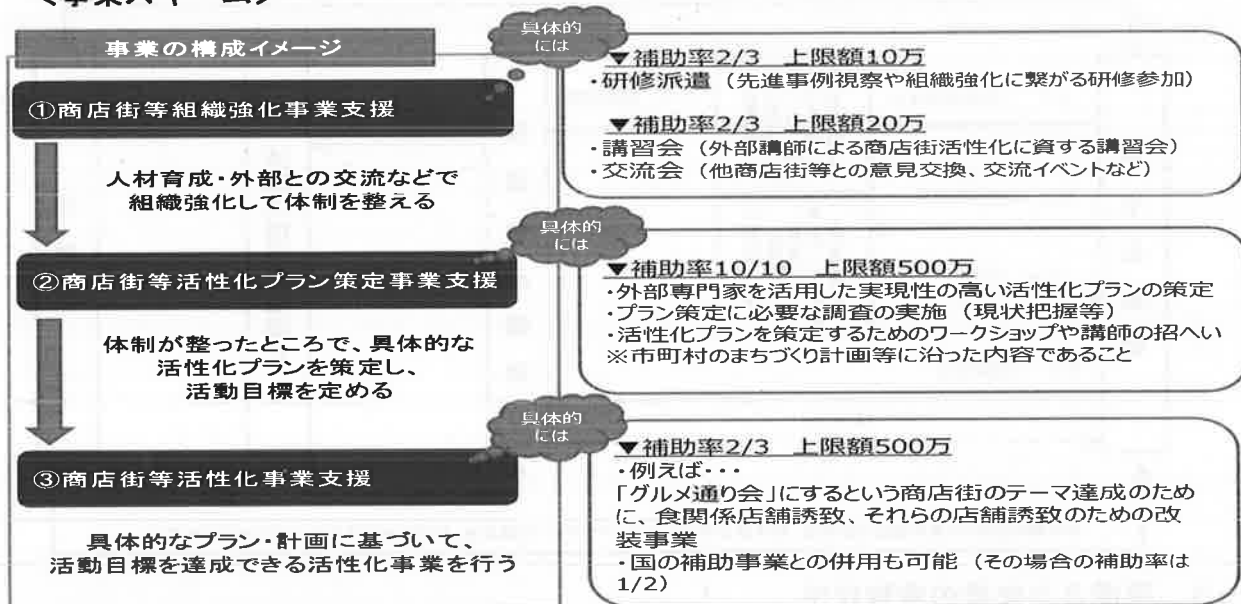 事業の構成イメージ
①商店街等組織強化事業支援
人材育成・外部との交流などで
組織強化して体制を整える
②商店街等活性化プラン策定事業支援
体制が整ったところで、具体的な
活性化プランを策定し、
活動目標を定める
③商店街等活性化事業支援
具体的なプラン・計画に基づいて、
活動目標を達成できる活性化事業を行う
具体的
には
▼補助率2/3 上限額10万
・研修派遣（先進事例視察や組織強化に繋がる研修参加）
▼補助率2/3 上限額20万
・講習会（外部講師による商店街活性化に資する講習会）
・交流会（他商店街等との意見交換、交流イベントなど）
具体的
には
▼補助率10/10 上限額500万
・外部専門家を活用した実現性の高い活性化プランの策定
・プラン策定に必要な調査の実施（現状把握等）
・活性化プランを策定するためのワークショップや講師の招へい
※市町村のまちづくり計画等に沿った内容であること
具体的
には
▼補助率2/3 上限額500万
・例えば・・・
「グルメ通り会」にするという商店街のテーマ達成のため
に、食関係店舗誘致、それらの店舗誘致のための改
装事業
・国の補助事業との併用も可能（その場合の補助率は
1/2）